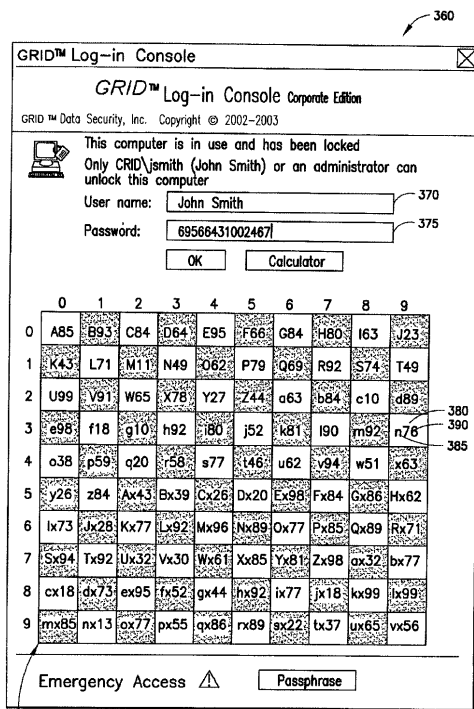 360
GRID™ Log-in Console
GRID™ Log-in Console Corporate Edition
GRID ™ Data Security, Inc. Copyright © 2002-2003
This computer is in use and has been locked
Only CRID\jsmith (John Smith) or an administrator can
unlock this computer
User name: John Smith 370
Password: 69566431002467 375
OK Calculator
0 1 2 3 4 5 6 7 8 9
0 A85 B93 C84 D64 E95 F66 G84 H80 I63 J23
1 K43 L71 M11 N49 O62 P79 Q69 R92 S74 T49
2 U99 V91 W65 X78 Y27 Z44 a63 b84 c10 d89
380
3 e98 f18 g10 h92 i80 j52 k81 l90 m92 n76 390
385
4 o38 p59 q20 r58 s77 t46 u62 v94 w51 x63
5 y26 z84 Ax43 Bx39 Cx26 Dx20 Ex98 Fx84 Gx86 Hx62
6 Ix73 Jx28 Kx77 Lx92 Mx96 Nx89 Ox77 Px85 Qx89 Rx71
7 Sx94 Tx92 Ux32 Vx30 Wx61 Xx85 Yx81 Zx98 ax32 bx77
8 cx18 dx73 ex95 fx52 gx44 hx92 ix77 jx18 kx99 lx99
9 mx85 nx13 ox77 px55 qx86 rx89 sx22 tx37 ux65 vx56
Emergency Access Passphrase